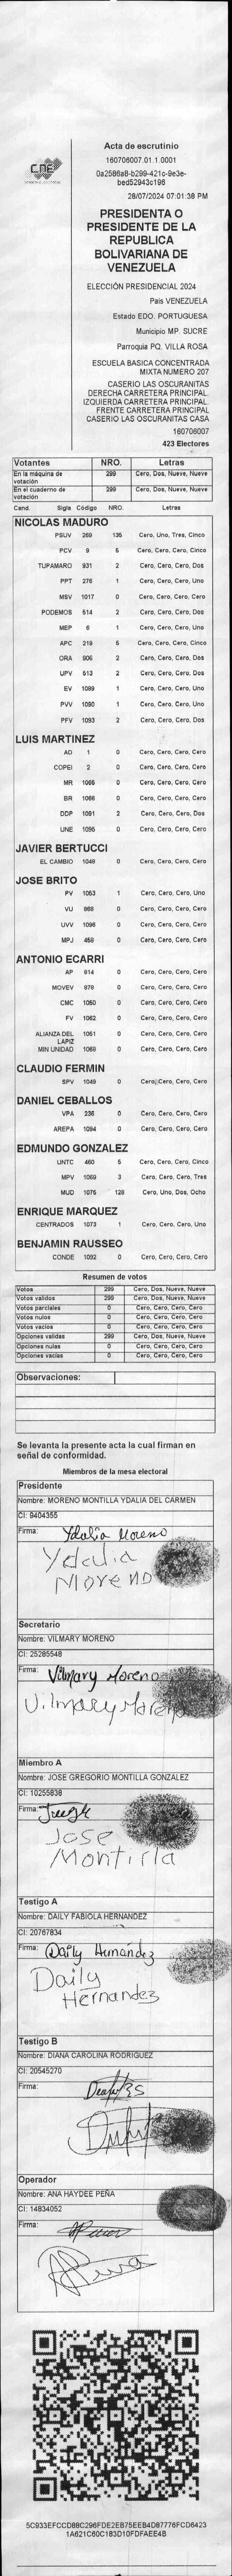 CNE
Acta de escrutinio
160706007.01.1.0001
0a2586a8-b299-421c-9e3e-
bed52943c196
28/07/2024 07:01:38 PM
PRESIDENTA O
PRESIDENTE DE LA
REPUBLICA
BOLIVARIANA DE
VENEZUELA
ELECCIÓN PRESIDENCIAL 2024
Pais VENEZUELA
Estado EDO. PORTUGUESA
Municipio MP. SUCRE
Parroquia PQ. VILLA ROSA
ESCUELA BASICA CONCENTRADA
MIXTA NUMERO 207
CASERIO LAS OSCURANITAS
DERECHA CARRETERA PRINCIPAL.
IZQUIERDA CARRETERA PRINCIPAL.
FRENTE CARRETERA PRINCIPAL
CASERIO LAS OSCURANITAS CASA
160706007
423 Electores
Votantes NRO. Letras
En la máquina de votación 299 Cero, Dos, Nueve, Nueve
En el cuaderno de votación 299 Cero, Dos, Nueve, Nueve
Cand. Sigla Código NRO. Letras
NICOLAS MADURO
PSUV 269 135 Cero, Uno, Tres, Cinco
PCV 9 5 Cero, Cero, Cero, Cinco
TUPAMARO 931 2 Cero, Cero, Cero, Dos
PPT 276 1 Cero, Cero, Cero, Uno
MSV 1017 0 Cero, Cero, Cero, Cero
PODEMOS 514 2 Cero, Cero, Cero, Dos
MEP 6 1 Cero, Cero, Cero, Uno
APC 219 5 Cero, Cero, Cero, Cinco
ORA 906 2 Cero, Cero, Cero, Dos
UPV 513 2 Cero, Cero, Cero, Dos
EV 1089 1 Cero, Cero, Cero, Uno
PVV 1090 1 Cero, Cero, Cero, Uno
PFV 1093 2 Cero, Cero, Cero, Dos
LUIS MARTINEZ
AD 1 0 Cero, Cero, Cero, Cero
COPEI 2 0 Cero, Cero, Cero, Cero
MR 1065 0 Cero, Cero, Cero, Cero
BR 1066 0 Cero, Cero, Cero, Cero
DDP 1091 2 Cero, Cero, Cero, Dos
UNE 1095 0 Cero, Cero, Cero, Cero
JAVIER BERTUCCI
EL CAMBIO 1048 0 Cero, Cero, Cero, Cero
JOSE BRITO
PV 1053 1 Cero, Cero, Cero, Uno
VU 868 0 Cero, Cero, Cero, Cero
UVV 1096 0 Cero, Cero, Cero, Cero
MPJ 458 0 Cero, Cero, Cero, Cero
ANTONIO ECARRI
AP 814 0 Cero, Cero, Cero, Cero
MOVEV 878 0 Cero, Cero, Cero, Cero
CMC 1050 0 Cero, Cero, Cero, Cero
FV 1062 0 Cero, Cero, Cero, Cero
ALIANZA DEL LAPIZ 1051 0 Cero, Cero, Cero, Cero
MIN UNIDAD 1068 0 Cero, Cero, Cero, Cero
CLAUDIO FERMIN
SPV 1049 0 Cero, Cero, Cero, Cero
DANIEL CEBALLOS
VPA 236 0 Cero, Cero, Cero, Cero
AREPA 1094 0 Cero, Cero, Cero, Cero
EDMUNDO GONZALEZ
UNTC 460 5 Cero, Cero, Cero, Cinco
MPV 1069 3 Cero, Cero, Cero, Tres
MUD 1075 128 Cero, Uno, Dos, Ocho
ENRIQUE MARQUEZ
CENTRADOS 1073 1 Cero, Cero, Cero, Uno
BENJAMIN RAUSSEO
CONDE 1092 0 Cero, Cero, Cero, Cero
Resumen de votos
Votos 299 Cero, Dos, Nueve, Nueve
Votos validos 299 Cero, Dos, Nueve, Nueve
Votos parciales 0 Cero, Cero, Cero, Cero
Votos nulos 0 Cero, Cero, Cero, Cero
Votos vacios 0 Cero, Cero, Cero, Cero
Opciones validas 299 Cero, Dos, Nueve, Nueve
Opciones nulas 0 Cero, Cero, Cero, Cero
Opciones vacias 0 Cero, Cero, Cero, Cero
Observaciones:
Se levanta la presente acta la cual firman en
señal de conformidad.
Miembros de la mesa electoral
Presidente
Nombre: MORENO MONTILLA YDALIA DEL CARMEN
CI: 9404355
Firma: Ydalia Moreno
Ydalia
Moreno
Secretario
Nombre: VILMARY MORENO
CI: 25285548
Firma: Vilmary Moreno
Vilmary Moreno
Miembro A
Nombre: JOSE GREGORIO MONTILLA GONZALEZ
CI: 10255838
Firma:
Jose
Montilla
Testigo A
Nombre: DAILY FABIOLA HERNANDEZ
CI: 20767834
Firma: Daily Hernandez
Daily
Hernandez
Testigo B
Nombre: DIANA CAROLINA RODRIGUEZ
CI: 20545270
Firma:
Operador
Nombre: ANA HAYDEE PEÑA
CI: 14834052
Firma:
5C933EFCCD88C296FDE2EB75EEB4D87776FCD6423
1A621C60C183D10FDFAEE4B